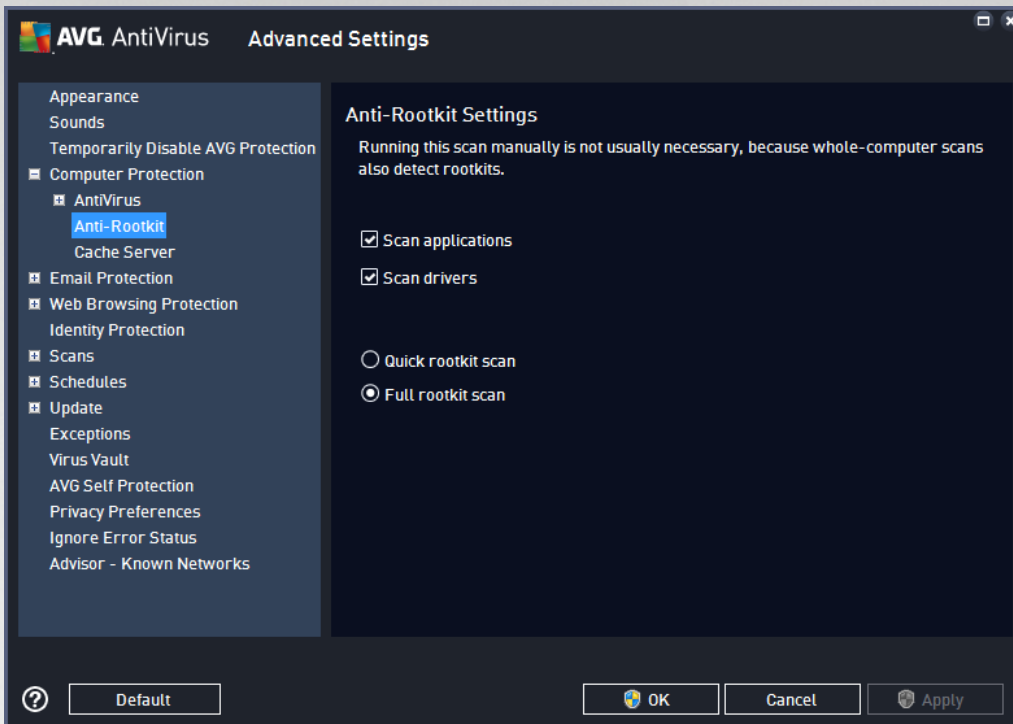 AVG AntiVirus Advanced Settings
Appearance
Sounds
Temporarily Disable AVG Protection
Computer Protection
AntiVirus
Anti-Rootkit
Cache Server
Email Protection
Web Browsing Protection
Identity Protection
Scans
Schedules
Update
Exceptions
Virus Vault
AVG Self Protection
Privacy Preferences
Ignore Error Status
Advisor - Known Networks
Anti-Rootkit Settings
Running this scan manually is not usually necessary, because whole-computer scans
also detect rootkits.
Scan applications
Scan drivers
Quick rootkit scan
Full rootkit scan
? Default OK Cancel Apply